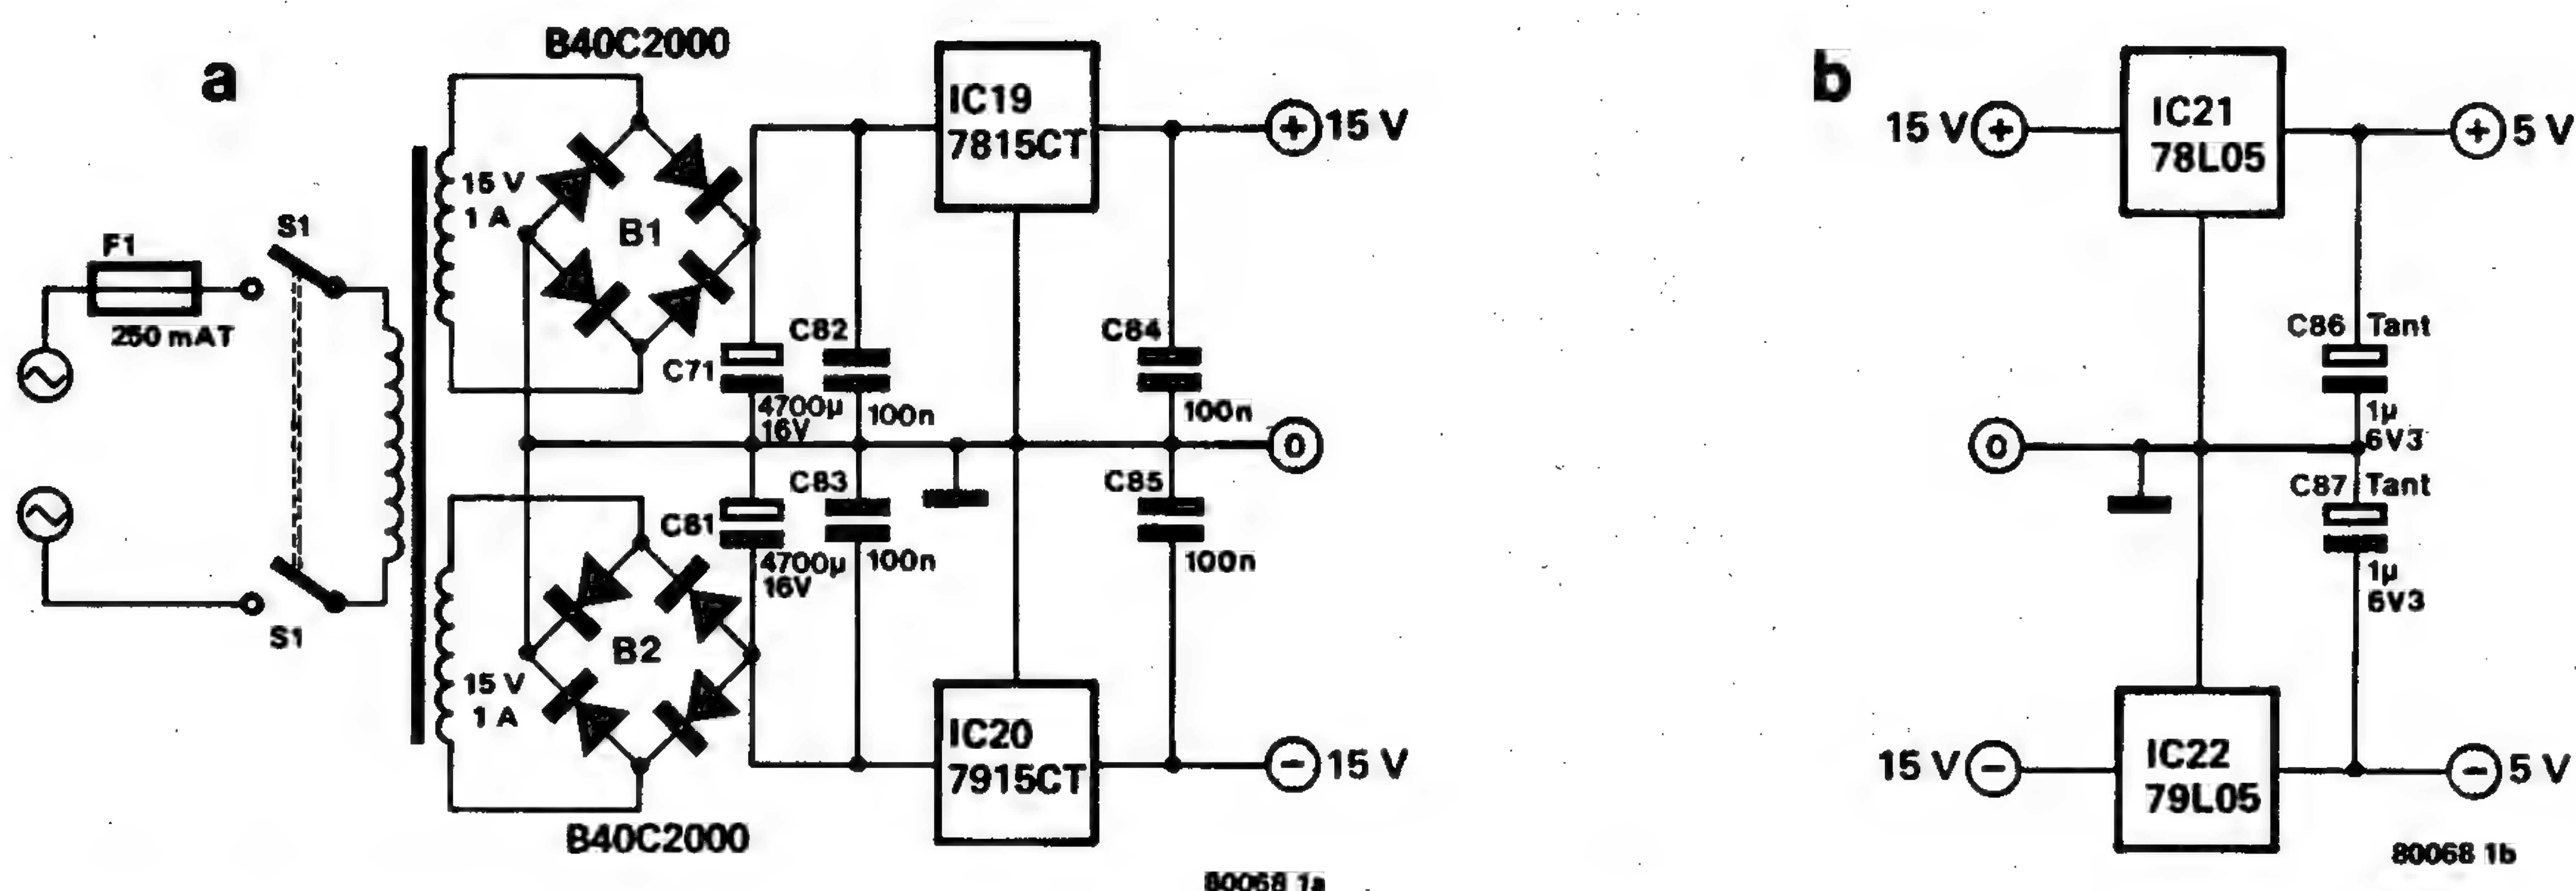 a
B40C2000
IC19
7815CT
+ 15 V
15 V
1 A
B1
S1
F1
250 mAT
C71
4700µ
16V
C82
100n
C84
100n
0
C81
4700µ
16V
C83
100n
C85
100n
S1
B2
15 V
1 A
IC20
7915CT
− 15 V
B40C2000
80068 1a
b
15 V +
IC21
78L05
+ 5 V
C86 Tant
1µ
6V3
0
C87 Tant
1µ
6V3
15 V −
IC22
79L05
− 5 V
80068 1b